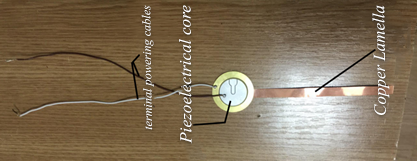 terminal powering cables
Piezoelectrical core
Copper Lamella